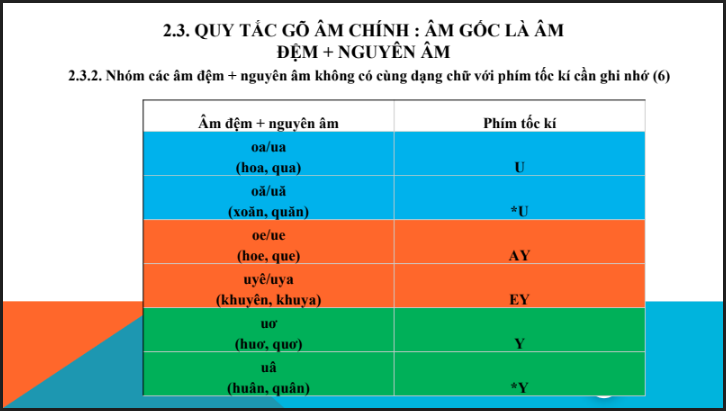 2.3. QUY TẮC GÕ ÂM CHÍNH : ÂM GỐC LÀ ÂM
ĐỆM + NGUYÊN ÂM
2.3.2. Nhóm các âm đệm + nguyên âm không có cùng dạng chữ với phím tốc kí cần ghi nhớ (6)
Âm đệm + nguyên âm Phím tốc kí
oa/ua
(hoa, qua) U
oă/uă
(xoăn, quăn) *U
oe/ue
(hoe, que) AY
uyê/uya
(khuyên, khuya) EY
uơ
(huơ, quơ) Y
uâ
(huân, quân) *Y